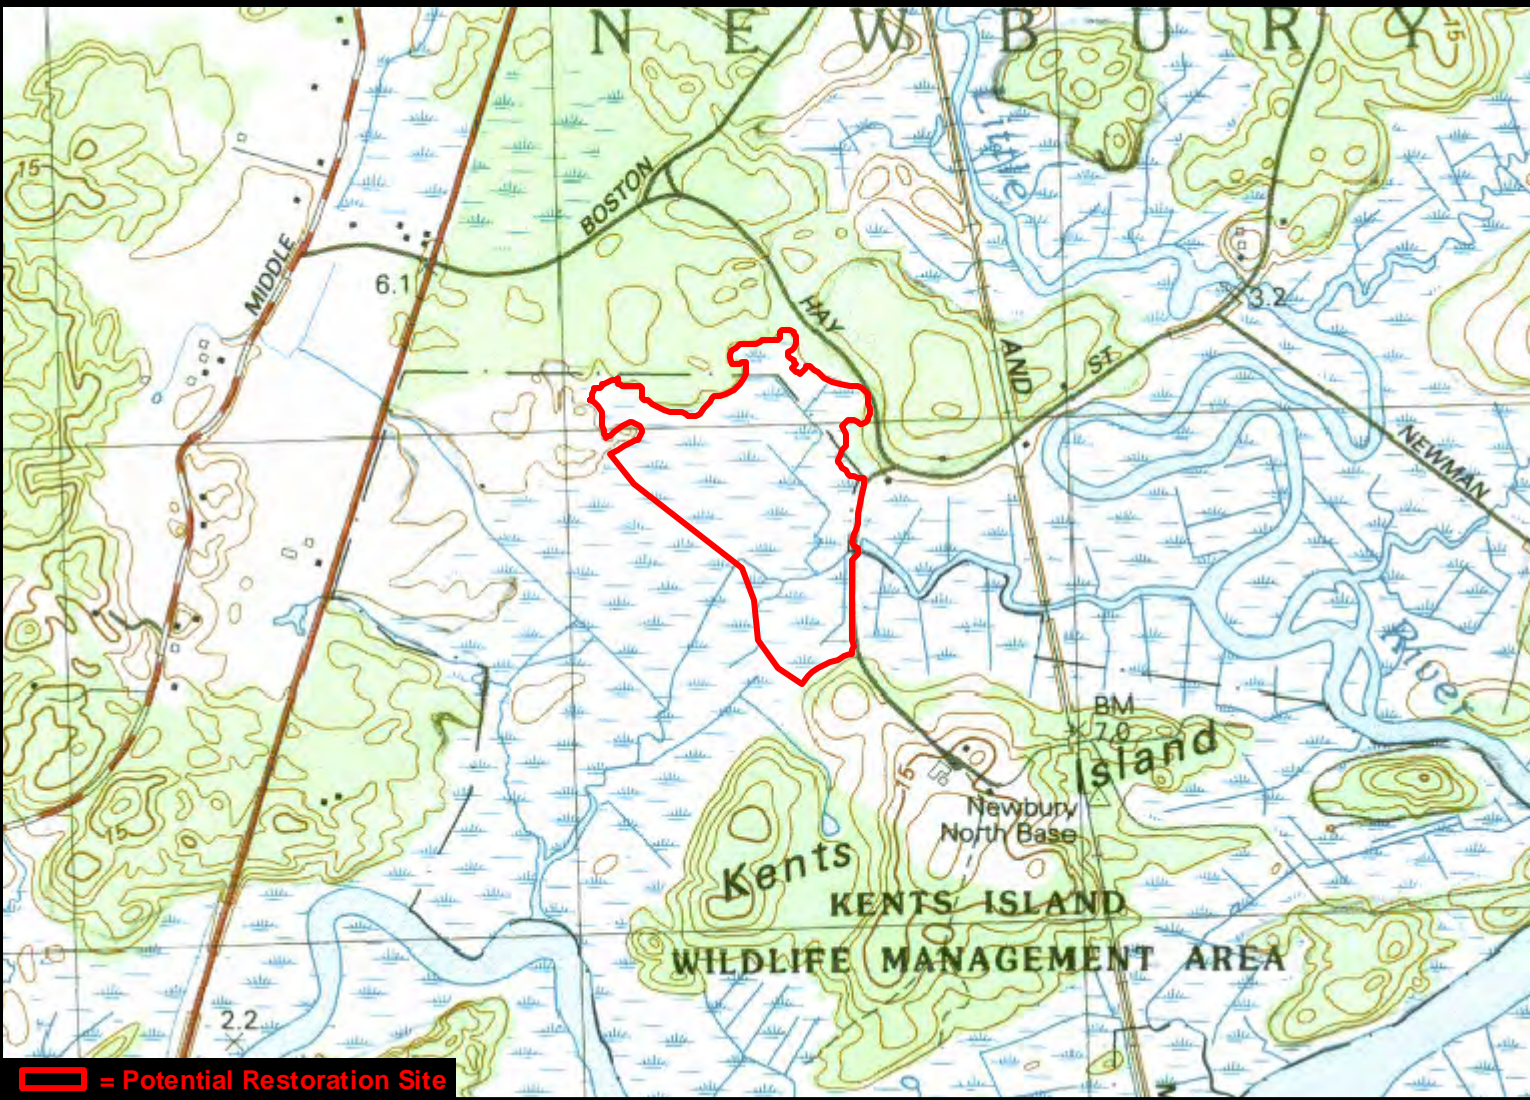 NEWBURY
15
15
Little
BOSTON
MIDDLE
6.1
HAY
3.2
AND
ST.
NEWMAN
River
BM
7.0
Island
15
Newbury
North Base
15
Kents
KENTS ISLAND
WILDLIFE MANAGEMENT AREA
2.2
= Potential Restoration Site